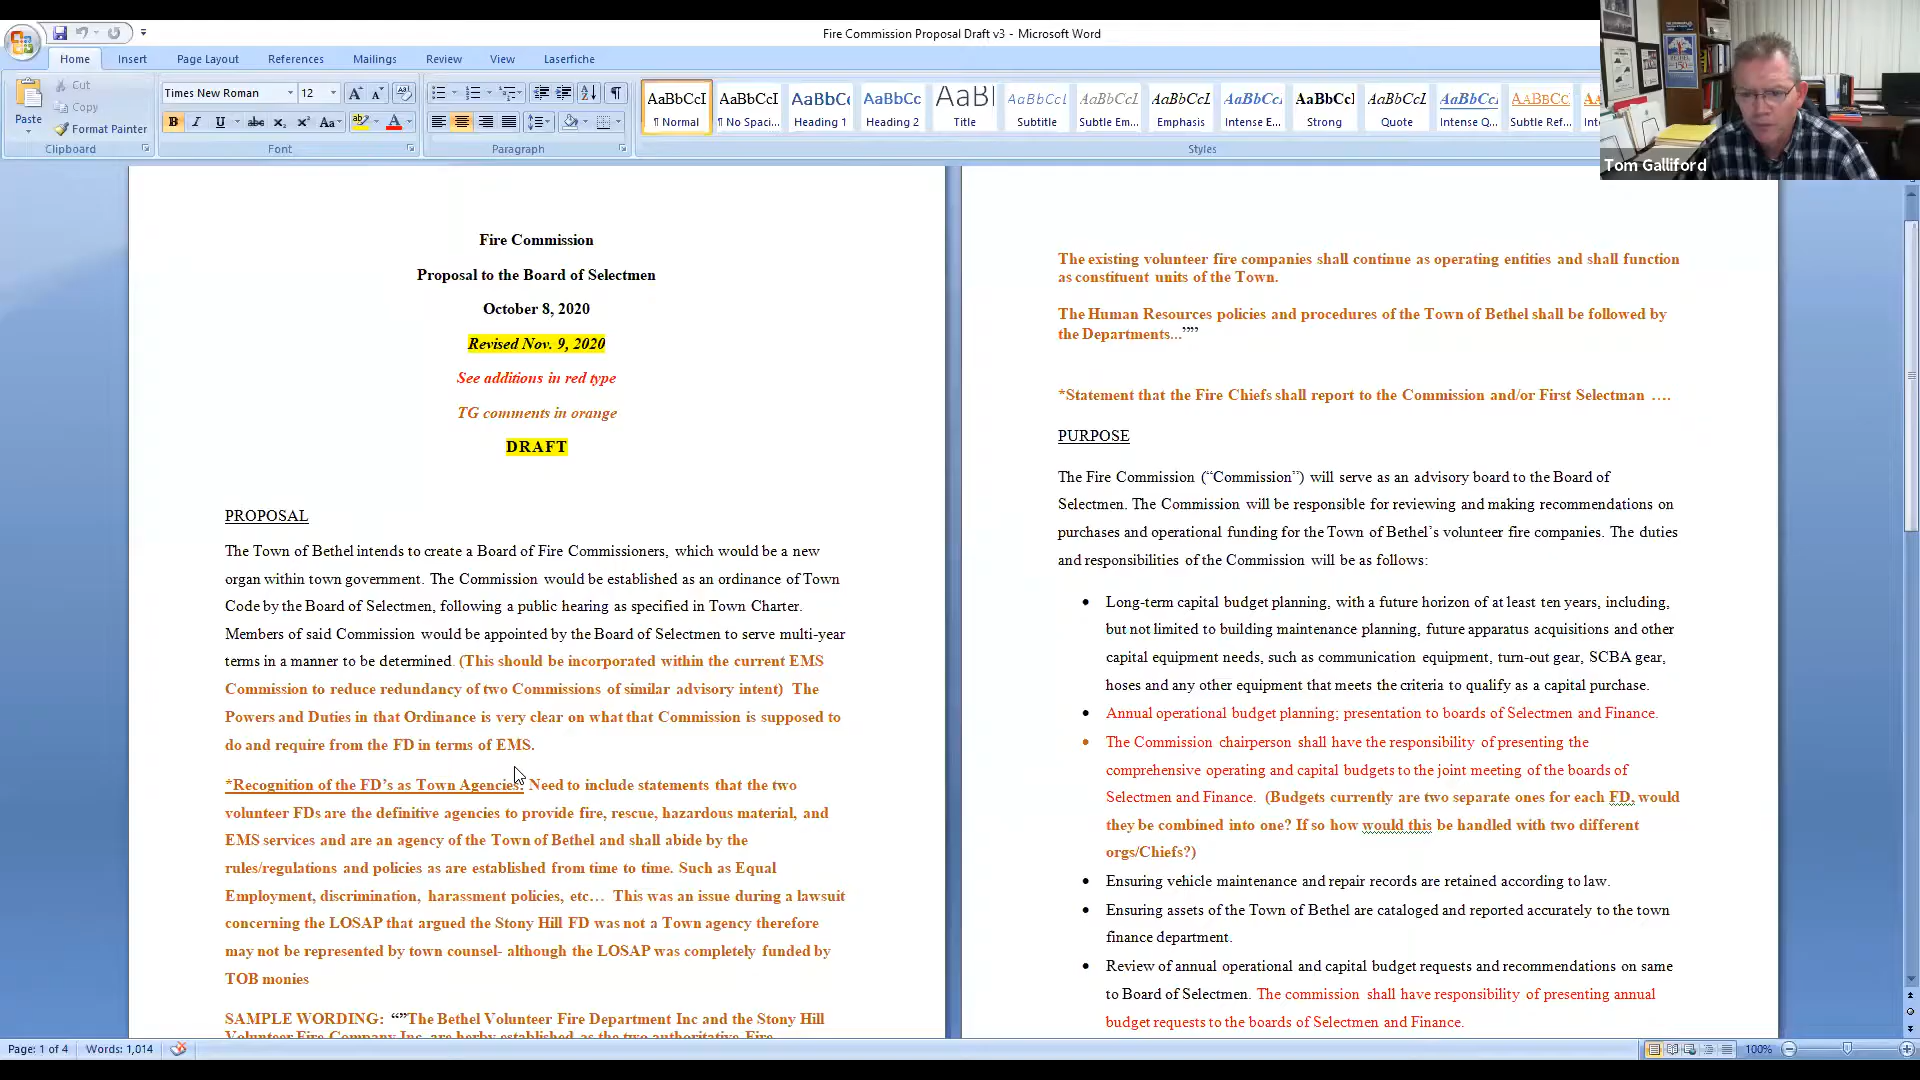 Fire Commission Proposal Draft v3 - Microsoft Word
Home Insert Page Layout References Mailings Review View Laserfiche
Paste
Cut
Copy
Format Painter
Clipboard
Times New Roman 12
Font
Paragraph
AaBbCcI AaBbCcI AaBbCc AaBbCc AaBl AaBbCcL AaBbCcL AaBbCcL AaBbCcL AaBbCcl AaBbCcL AaBbCcL AaBbCc
¶ Normal ¶ No Spaci... Heading 1 Heading 2 Title Subtitle Subtle Em... Emphasis Intense E... Strong Quote Intense Q... Subtle Ref...
Styles
Tom Galliford
Fire Commission
Proposal to the Board of Selectmen
October 8, 2020
Revised Nov. 9, 2020
See additions in red type
TG comments in orange
DRAFT
PROPOSAL
The Town of Bethel intends to create a Board of Fire Commissioners, which would be a new
organ within town government. The Commission would be established as an ordinance of Town
Code by the Board of Selectmen, following a public hearing as specified in Town Charter.
Members of said Commission would be appointed by the Board of Selectmen to serve multi-year
terms in a manner to be determined. (This should be incorporated within the current EMS
Commission to reduce redundancy of two Commissions of similar advisory intent) The
Powers and Duties in that Ordinance is very clear on what that Commission is supposed to
do and require from the FD in terms of EMS.
*Recognition of the FD's as Town Agencies: Need to include statements that the two
volunteer FDs are the definitive agencies to provide fire, rescue, hazardous material, and
EMS services and are an agency of the Town of Bethel and shall abide by the
rules/regulations and policies as are established from time to time. Such as Equal
Employment, discrimination, harassment policies, etc… This was an issue during a lawsuit
concerning the LOSAP that argued the Stony Hill FD was not a Town agency therefore
may not be represented by town counsel- although the LOSAP was completely funded by
TOB monies
SAMPLE WORDING: “”The Bethel Volunteer Fire Department Inc and the Stony Hill
Volunteer Fire Company Inc. are herby established as the two authoritative Fire
The existing volunteer fire companies shall continue as operating entities and shall function
as constituent units of the Town.
The Human Resources policies and procedures of the Town of Bethel shall be followed by
the Departments...””
*Statement that the Fire Chiefs shall report to the Commission and/or First Selectman ….
PURPOSE
The Fire Commission (“Commission”) will serve as an advisory board to the Board of
Selectmen. The Commission will be responsible for reviewing and making recommendations on
purchases and operational funding for the Town of Bethel’s volunteer fire companies. The duties
and responsibilities of the Commission will be as follows:
• Long-term capital budget planning, with a future horizon of at least ten years, including,
but not limited to building maintenance planning, future apparatus acquisitions and other
capital equipment needs, such as communication equipment, turn-out gear, SCBA gear,
hoses and any other equipment that meets the criteria to qualify as a capital purchase.
• Annual operational budget planning; presentation to boards of Selectmen and Finance.
• The Commission chairperson shall have the responsibility of presenting the
comprehensive operating and capital budgets to the joint meeting of the boards of
Selectmen and Finance. (Budgets currently are two separate ones for each FD, would
they be combined into one? If so how would this be handled with two different
orgs/Chiefs?)
• Ensuring vehicle maintenance and repair records are retained according to law.
• Ensuring assets of the Town of Bethel are cataloged and reported accurately to the town
finance department.
• Review of annual operational and capital budget requests and recommendations on same
to Board of Selectmen. The commission shall have responsibility of presenting annual
budget requests to the boards of Selectmen and Finance.
Page: 1 of 4 Words: 1,014 100%